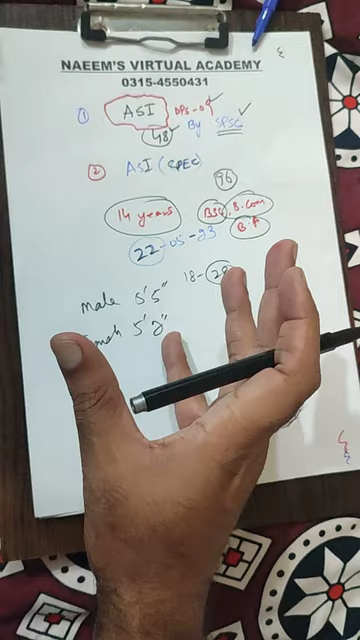 NAEEM'S VIRTUAL ACADEMY
0315-4550431
① ASI BPS-09
48 By SPSC
② ASI (SPEC)
96
14 years BSC, B.Com
B.A
22-05-23
18-28
male 5'5"
5'2"